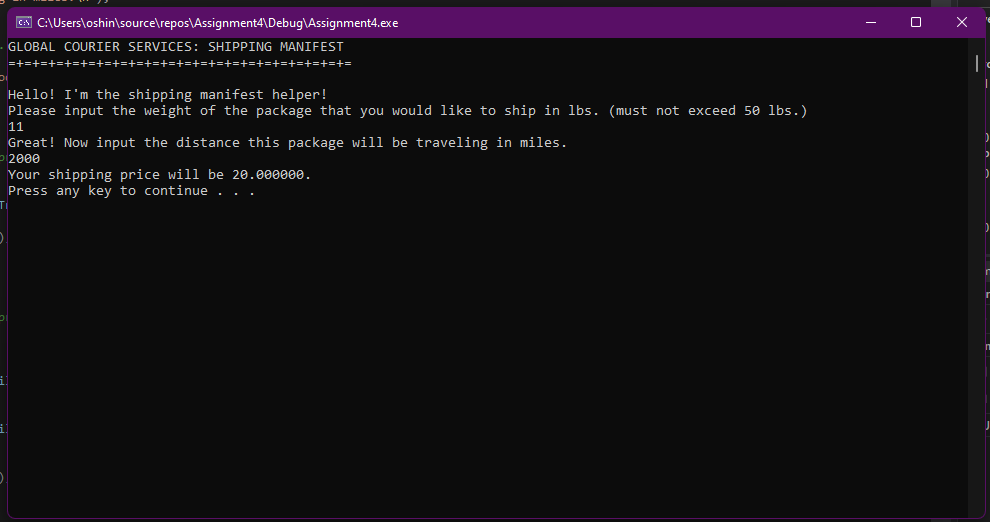 C:\Users\oshin\source\repos\Assignment4\Debug\Assignment4.exe
GLOBAL COURIER SERVICES: SHIPPING MANIFEST
=+=+=+=+=+=+=+=+=+=+=+=+=+=+=+=+=+=+=+=+=+=
Hello! I'm the shipping manifest helper!
Please input the weight of the package that you would like to ship in lbs. (must not exceed 50 lbs.)
11
Great! Now input the distance this package will be traveling in miles.
2000
Your shipping price will be 20.000000.
Press any key to continue . . .